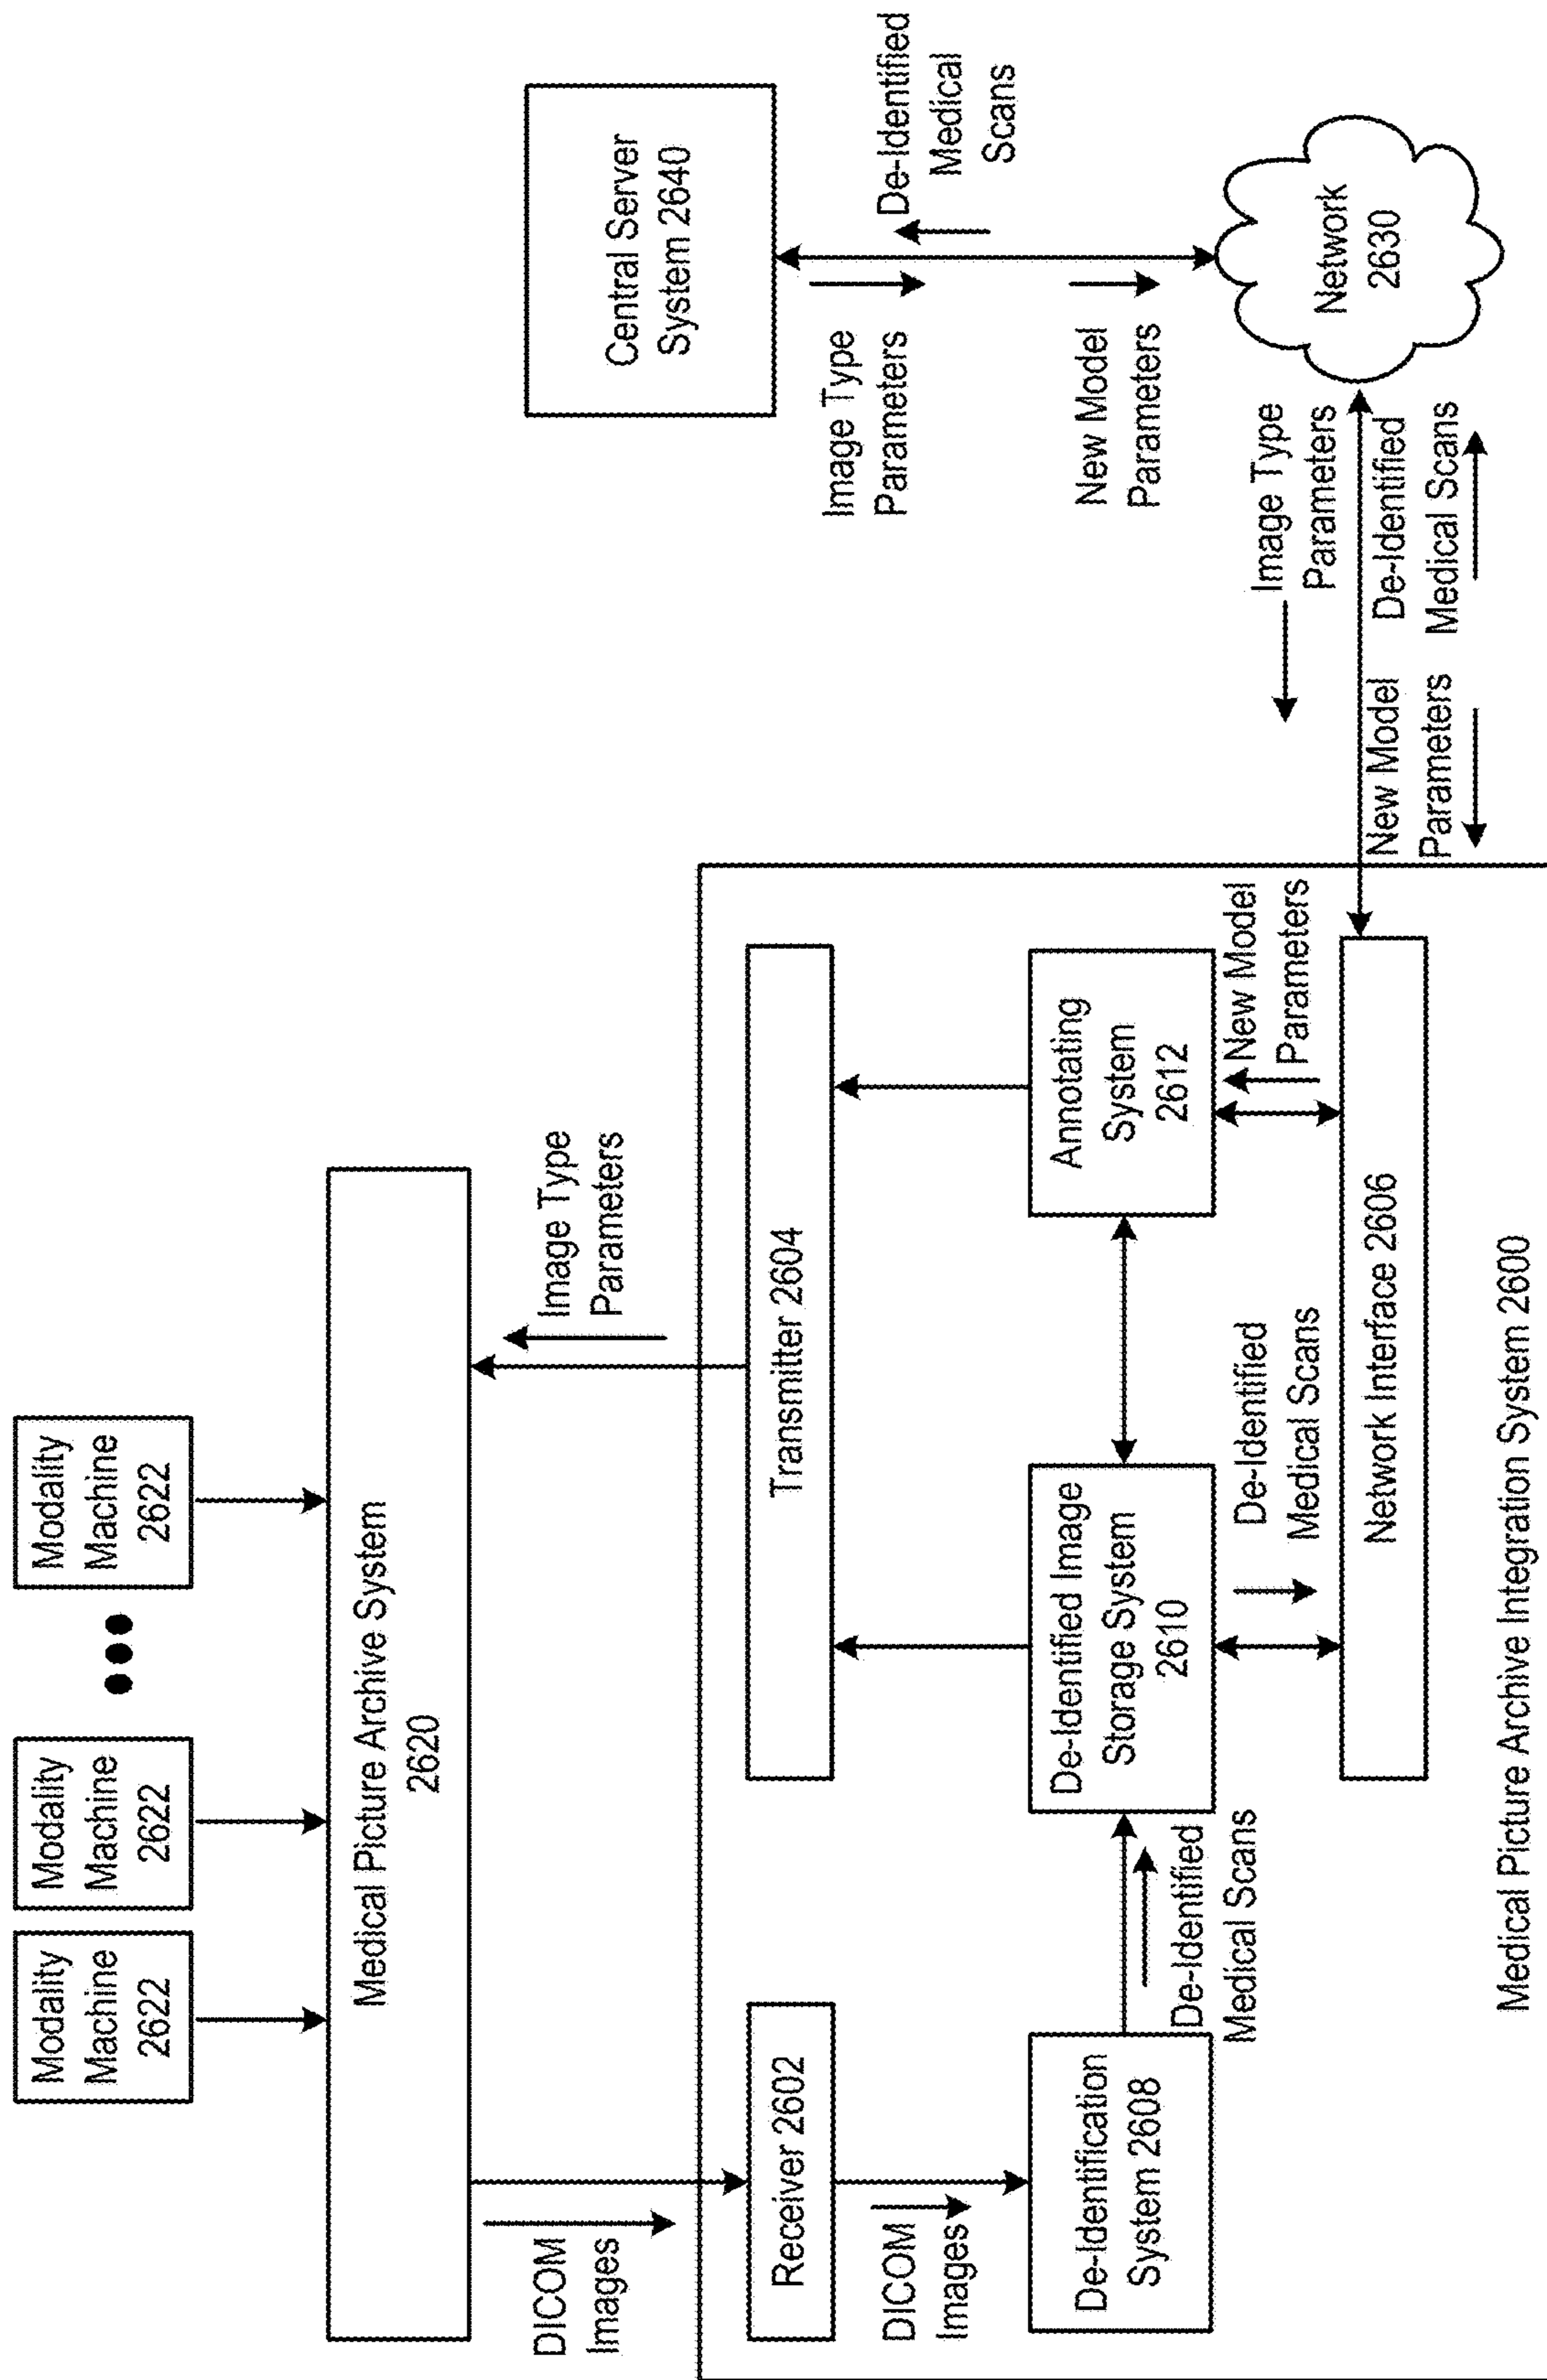 Modality
Machine
2622
Modality
Machine
2622
Modality
Machine
2622
Medical Picture Archive System
2620
DICOM
Images
Image Type
Parameters
Receiver 2602
Transmitter 2604
DICOM
Images
De-Identification
System 2608
De-Identified
Medical Scans
De-Identified Image
Storage System
2610
Annotating
System
2612
De-Identified
Medical Scans
New Model
Parameters
Network Interface 2606
Medical Picture Archive Integration System 2600
Central Server
System 2640
Image Type
Parameters
De-Identified
Medical
Scans
New Model
Parameters
Network
2630
Image Type
Parameters
New Model
Parameters
De-Identified
Medical Scans